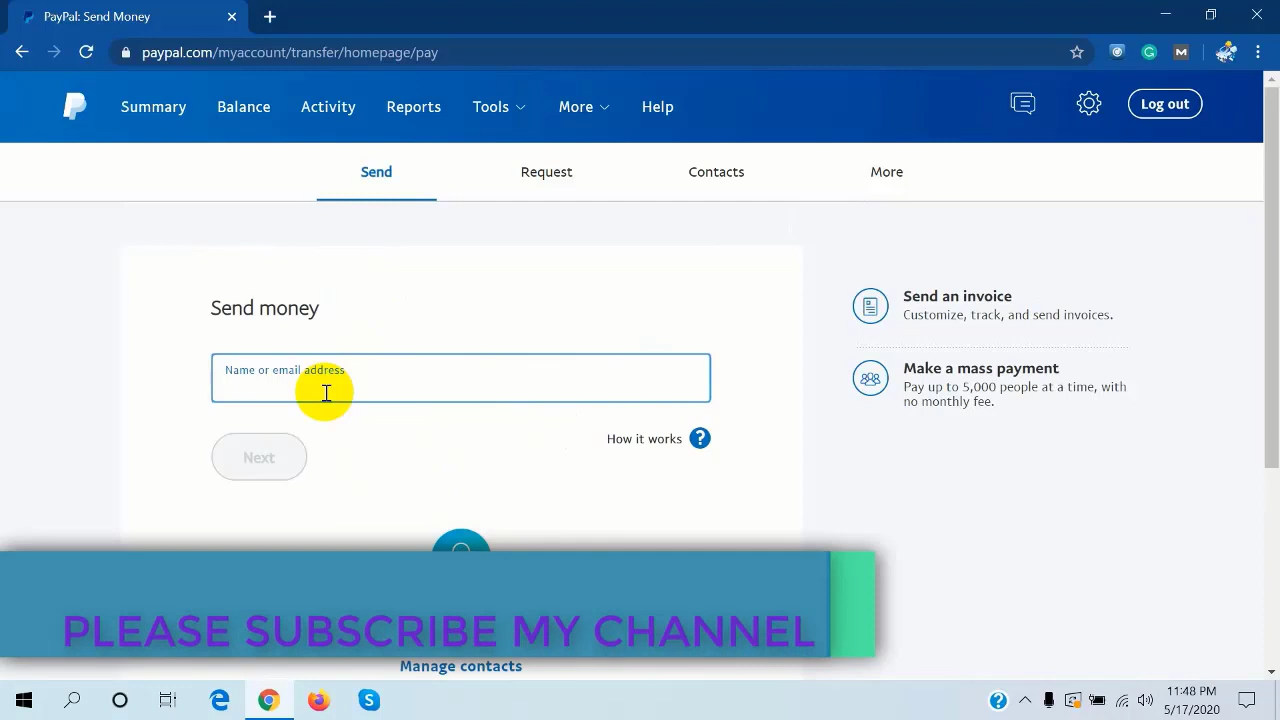 PayPal: Send Money
paypal.com/myaccount/transfer/homepage/pay
Summary Balance Activity Reports Tools More Help Log out
Send Request Contacts More
Send money
Name or email address
How it works ?
Next
Send an invoice
Customize, track, and send invoices.
Make a mass payment
Pay up to 5,000 people at a time, with
no monthly fee.
PLEASE SUBSCRIBE MY CHANNEL
Manage contacts
11:48 PM
5/17/2020